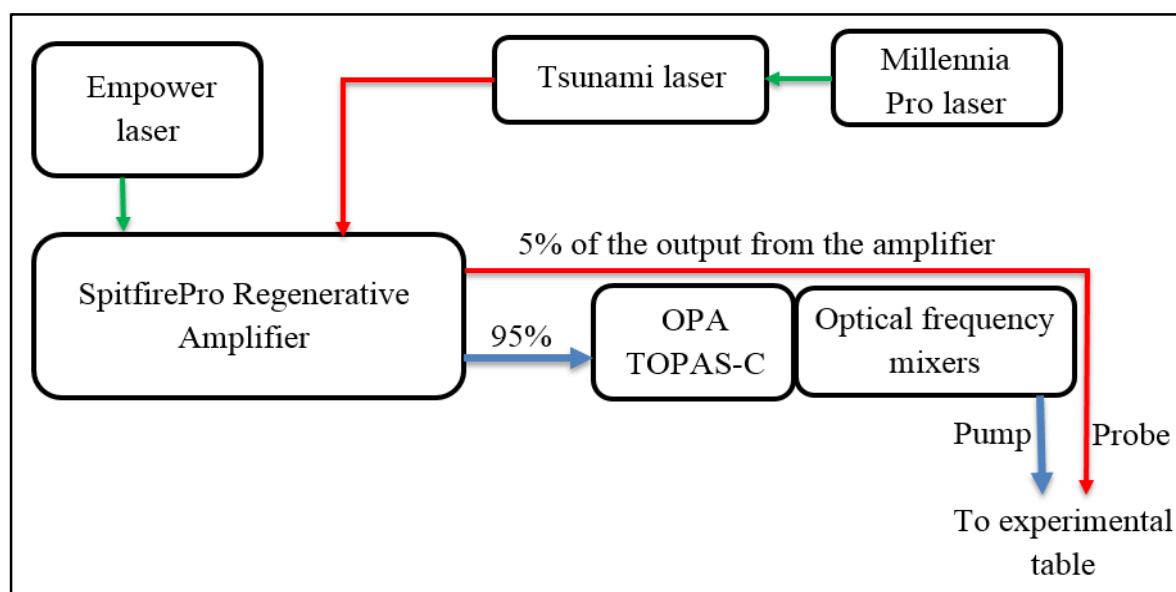 Empower
laser
Tsunami laser
Millennia
Pro laser
SpitfirePro Regenerative
Amplifier
5% of the output from the amplifier
95%
OPA
TOPAS-C
Optical frequency
mixers
Pump
Probe
To experimental
table